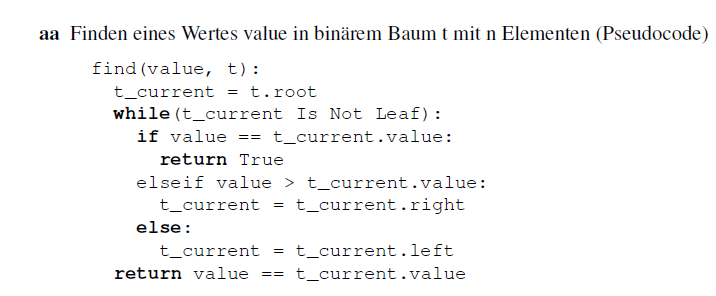 aa Finden eines Wertes value in binärem Baum t mit n Elementen (Pseudocode)
find(value, t):
t_current = t.root
while(t_current Is Not Leaf):
if value == t_current.value:
return True
elseif value > t_current.value:
t_current = t_current.right
else:
t_current = t_current.left
return value == t_current.value